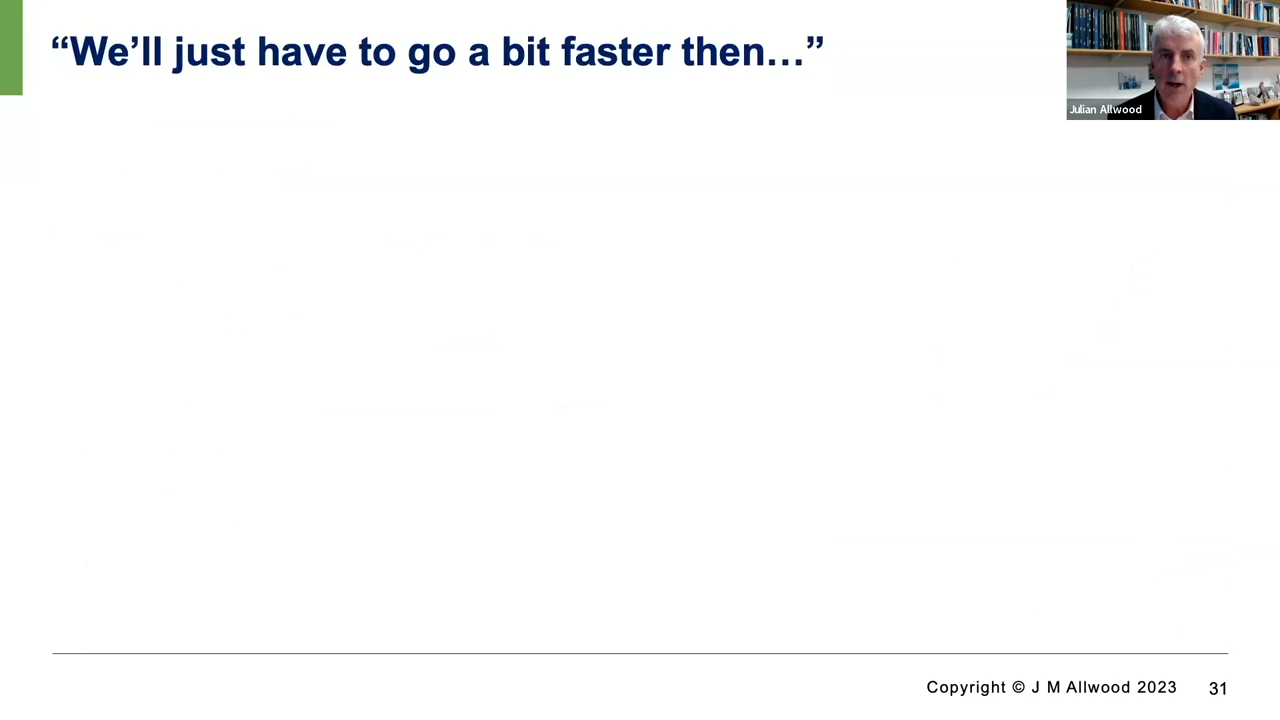 “We’ll just have to go a bit faster then…”
Julian Allwood
Copyright © J M Allwood 2023
31